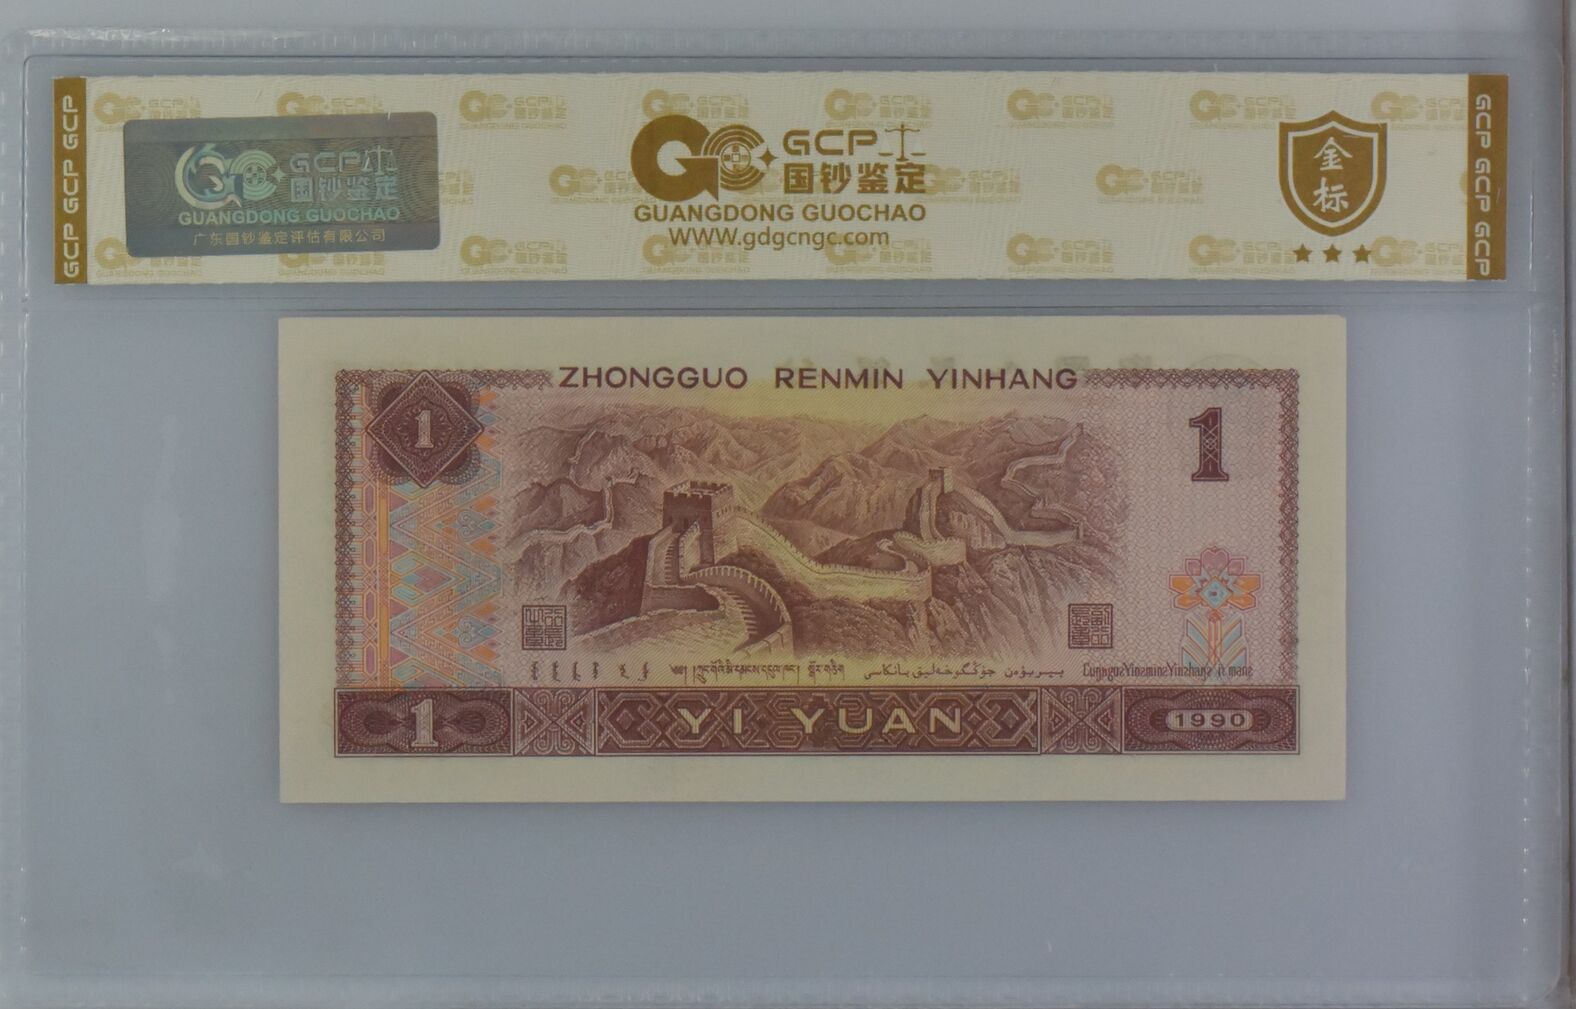 GCP GCP GCP
GCP 国钞鉴定
GUANGDONG GUOCHAO
广东国钞鉴定评估有限公司
GCP
国钞鉴定
GUANGDONG GUOCHAO
WWW.gdgcngc.com
金
标
GCP GCP GCP
ZHONGGUO RENMIN YINHANG
1
1
1
YI YUAN
1990